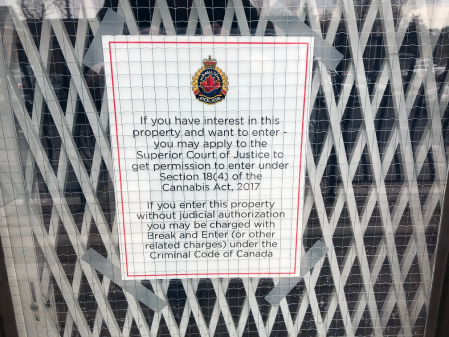 If you have interest in this
property and want to enter -
you may apply to the
Superior Court of Justice to
get permission to enter under
Section 18(4) of the
Cannabis Act, 2017
If you enter this property
without judicial authorization
you may be charged with
Break and Enter (or other
related charges) under the
Criminal Code of Canada